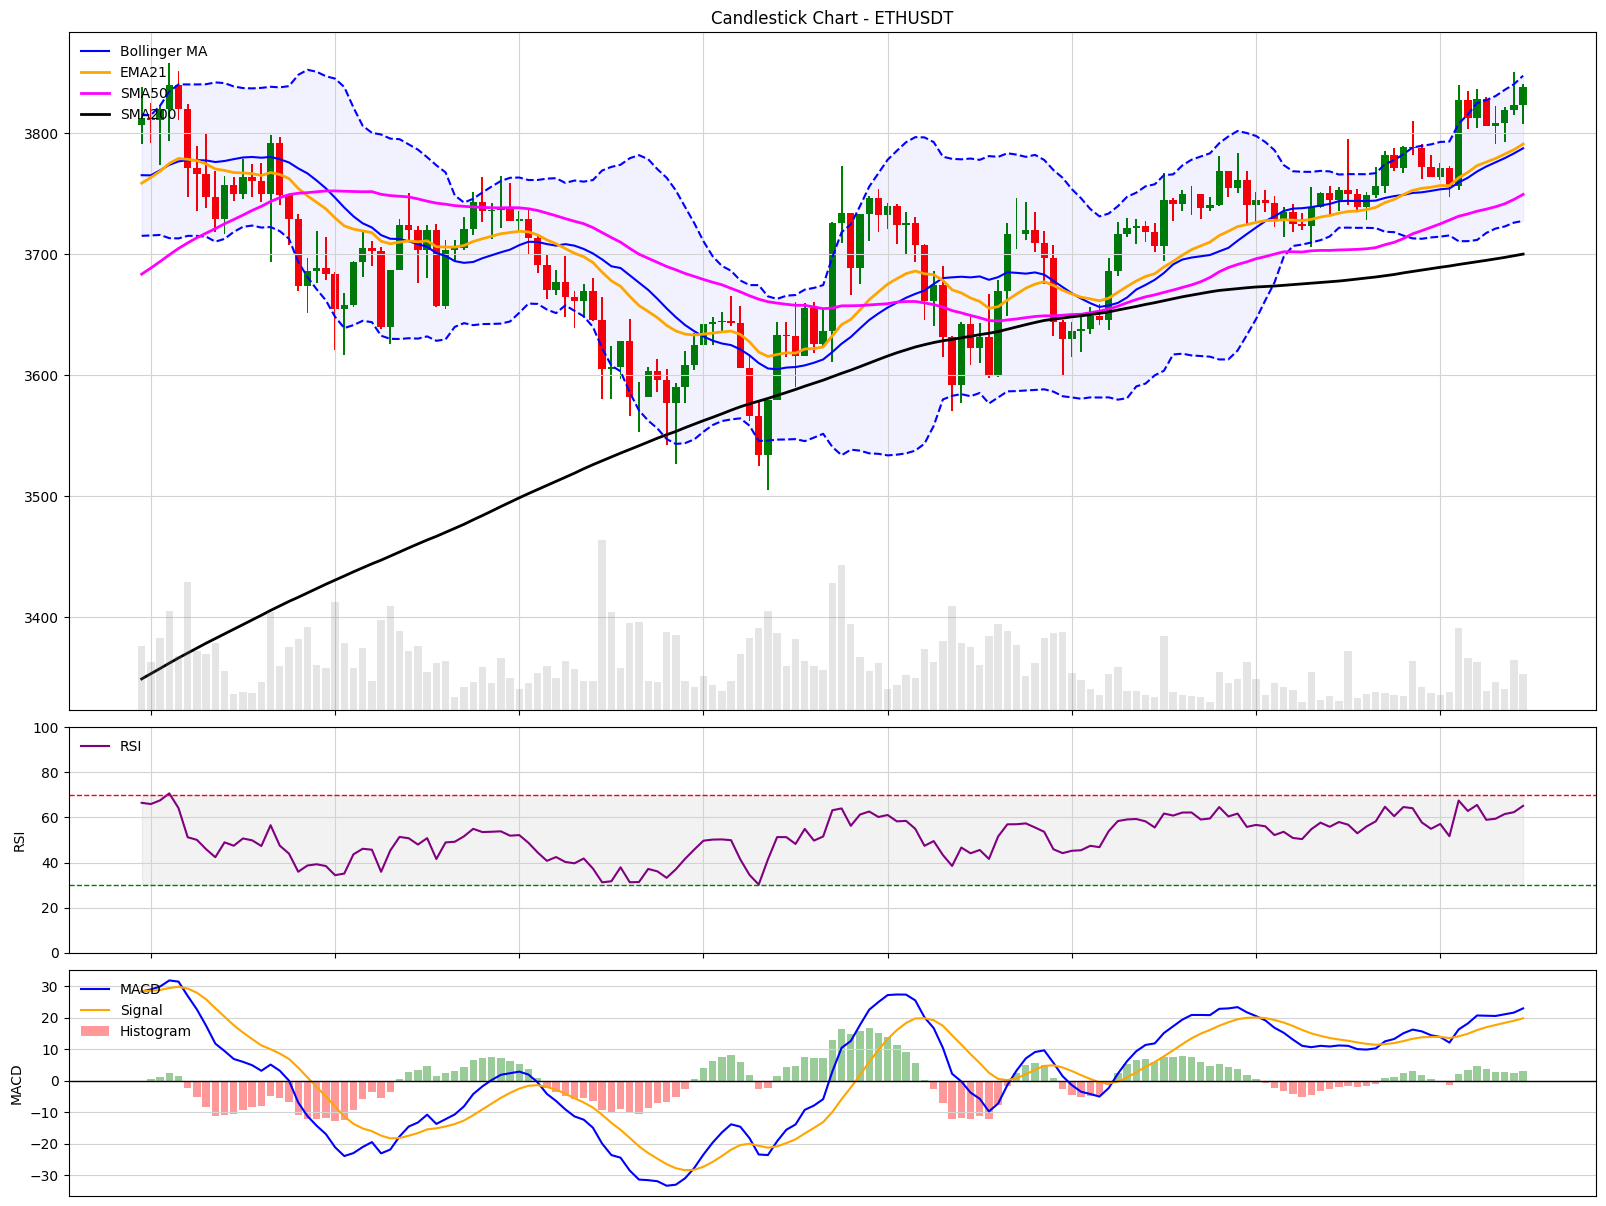 Candlestick Chart - ETHUSDT
Bollinger MA
EMA21
SMA50
SMA200
3800
3700
3600
3500
3400
100
80
60
40
20
0
RSI
RSI
30
20
10
0
−10
−20
−30
MACD
MACD
Signal
Histogram